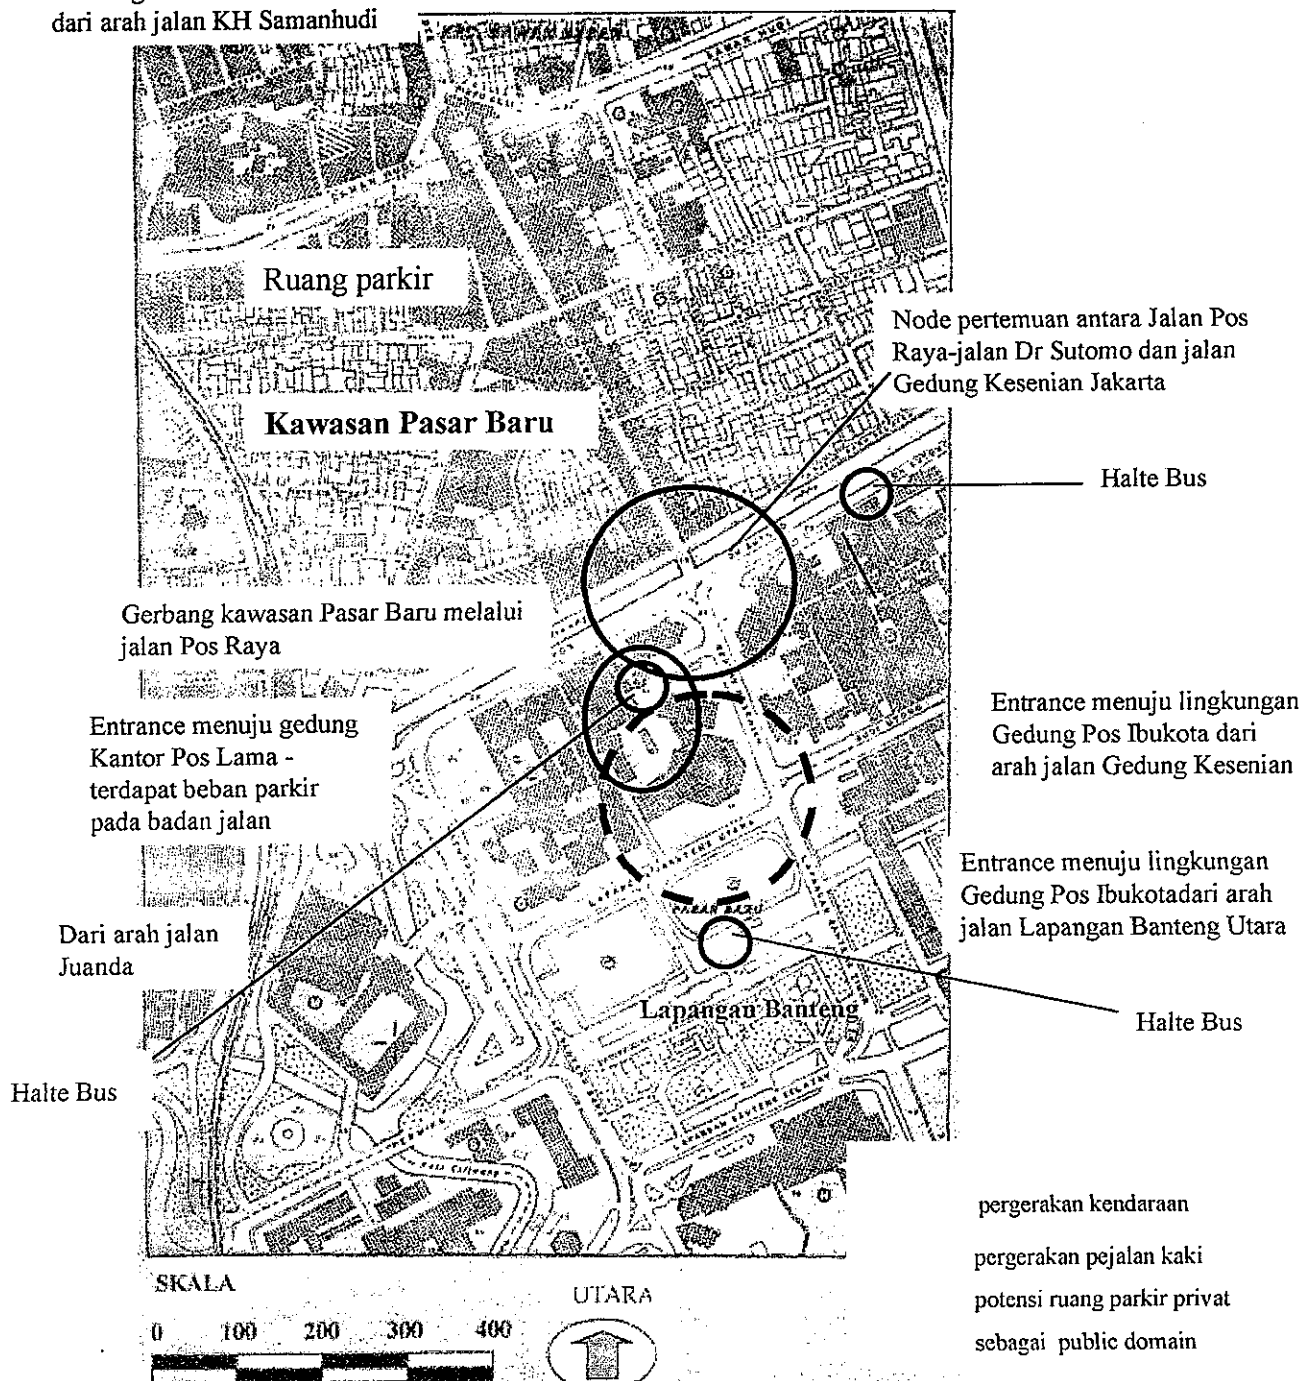 dari arah jalan KH Samanhudi
Ruang parkir
Node pertemuan antara Jalan Pos
Raya-jalan Dr Sutomo dan jalan
Gedung Kesenian Jakarta
Kawasan Pasar Baru
Halte Bus
Gerbang kawasan Pasar Baru melalui
jalan Pos Raya
Entrance menuju gedung
Kantor Pos Lama -
terdapat beban parkir
pada badan jalan
Entrance menuju lingkungan
Gedung Pos Ibukota dari
arah jalan Gedung Kesenian
Entrance menuju lingkungan
Gedung Pos Ibukotadari arah
jalan Lapangan Banteng Utara
Dari arah jalan
Juanda
Lapangan Banteng
Halte Bus
Halte Bus
LAPANGAN BANTENG SELATAN
pergerakan kendaraan
pergerakan pejalan kaki
potensi ruang parkir privat
sebagai public domain
SKALA
0 100 200 300 400
UTARA